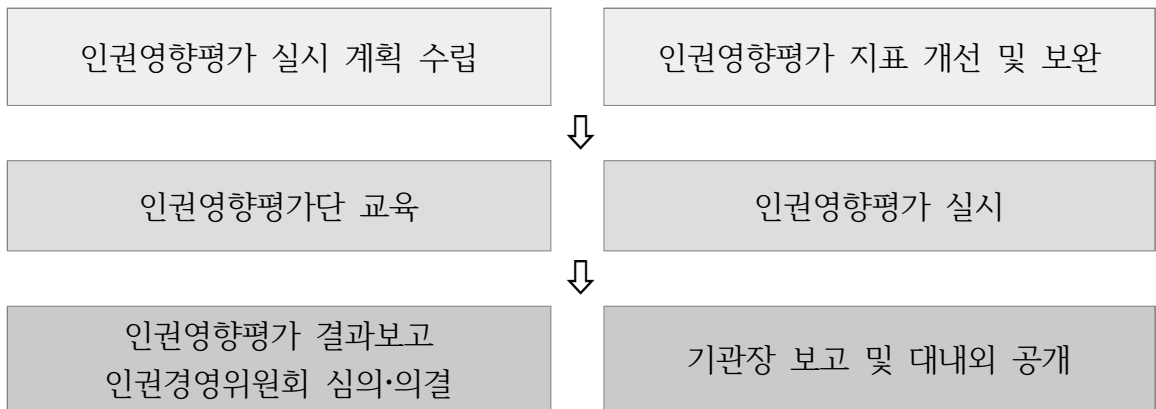 인권영향평가 실시 계획 수립
인권영향평가 지표 개선 및 보완
인권영향평가단 교육
인권영향평가 실시
인권영향평가 결과보고
인권경영위원회 심의·의결
기관장 보고 및 대내외 공개